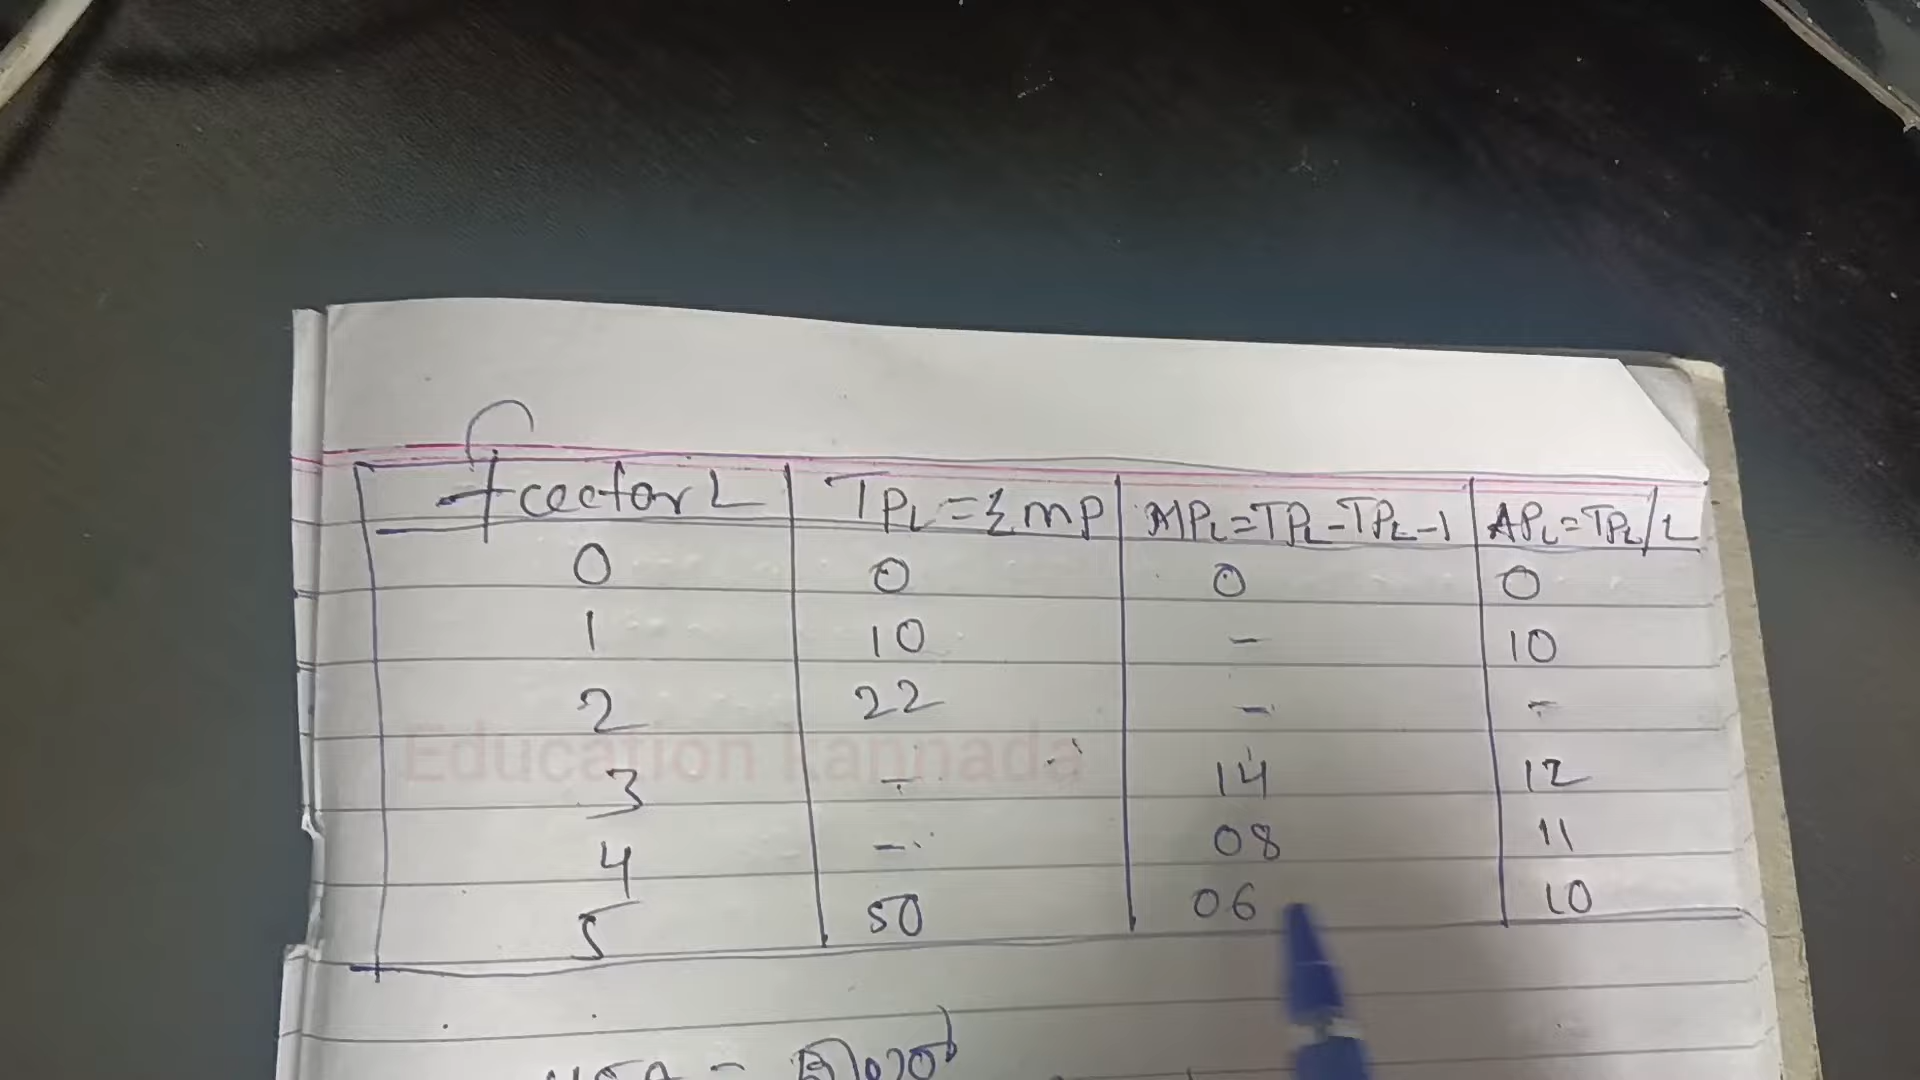 factor L TPL = Σ mp MPL = TPL - TPL-1 APL = TPL/L
0 0 0 0
1 10 - 10
2 22 - -
3 - 14 12
4 - 08 11
5 50 06 10
Education Kannada